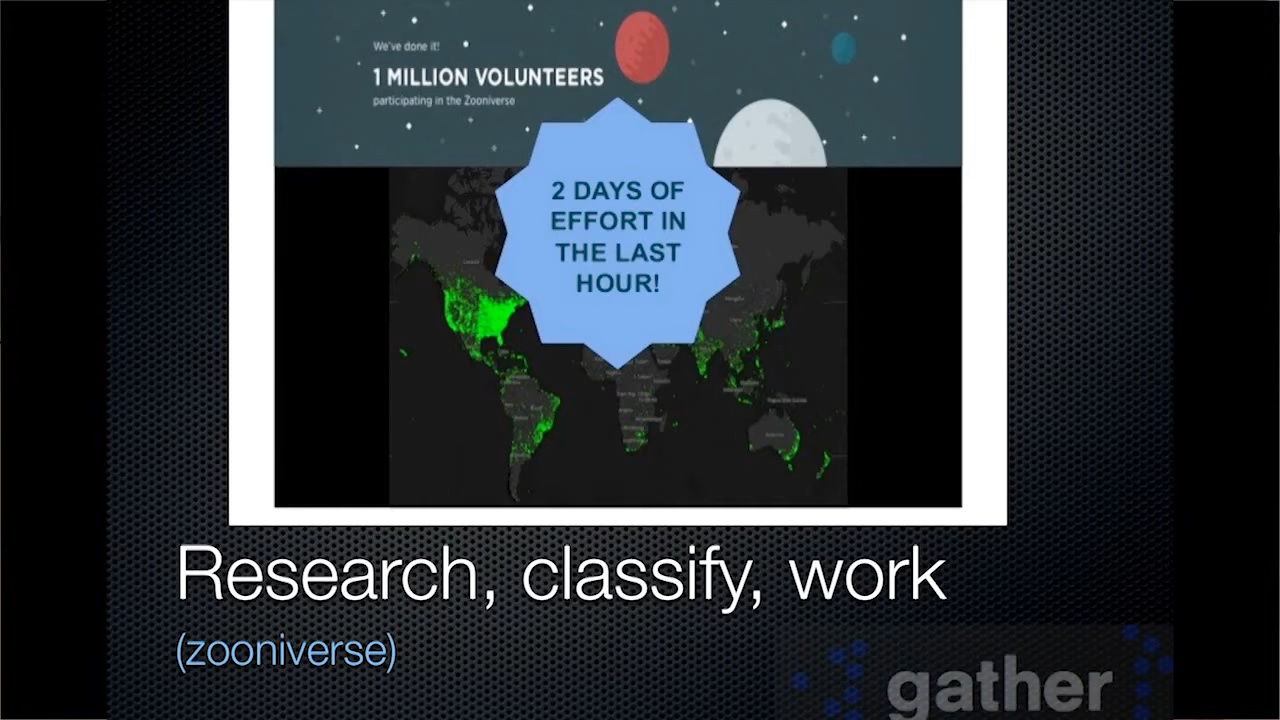 We've done it!
1 MILLION VOLUNTEERS
participating in the Zooniverse
2 DAYS OF
EFFORT IN
THE LAST
HOUR!
Research, classify, work
(zooniverse)
gather